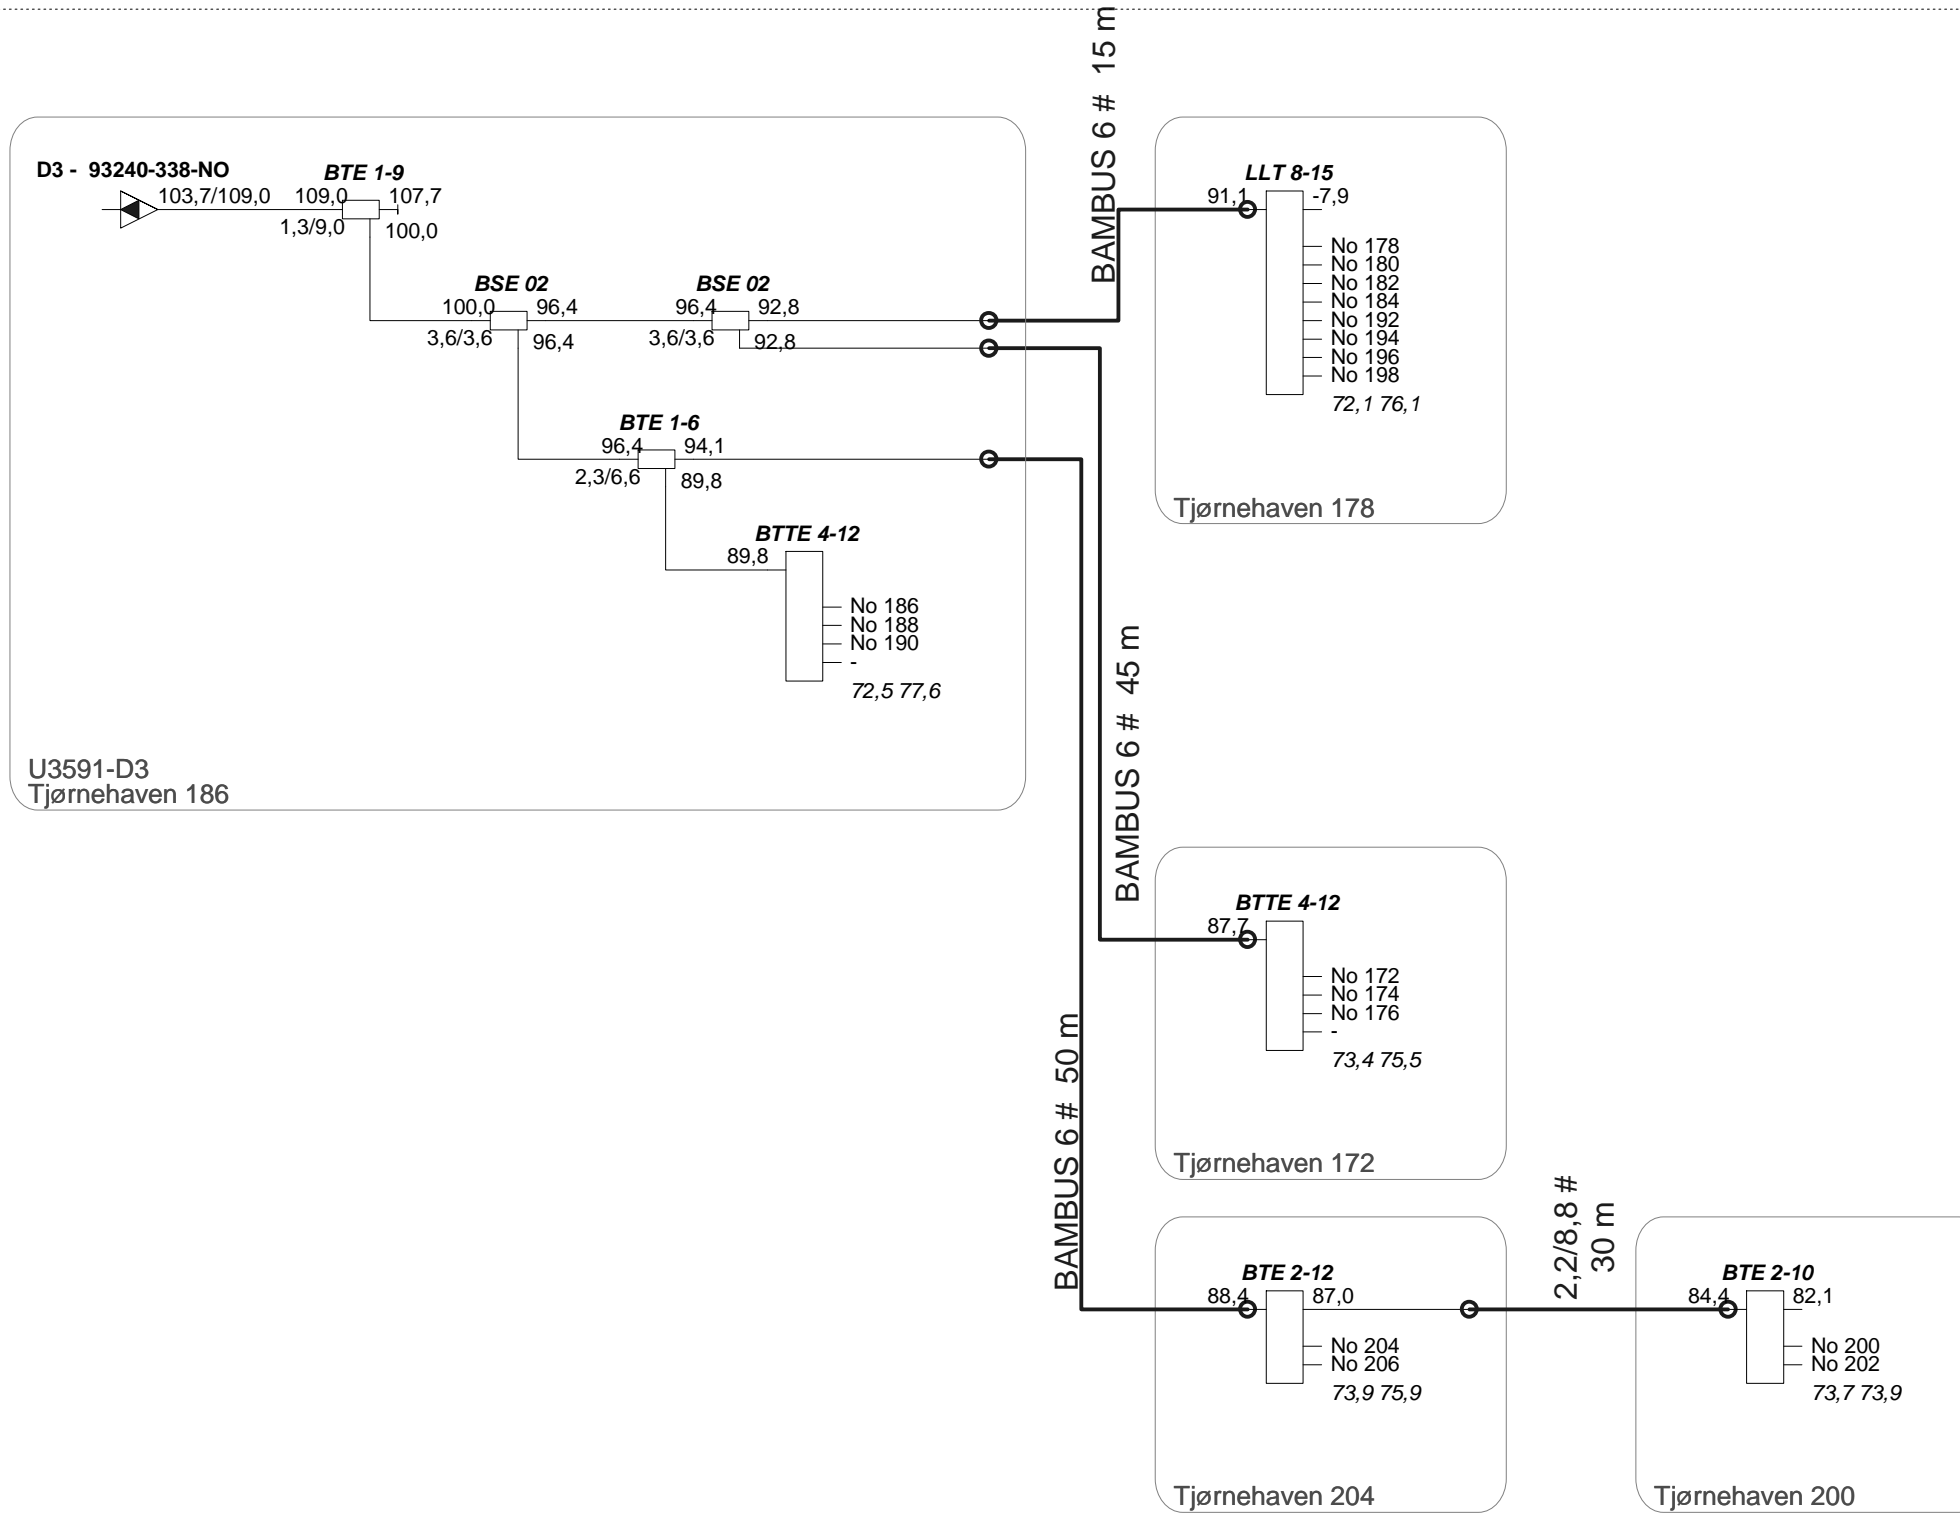 BAMBUS 6 #  15 m
D3 -  93240-338-NO
103,7/109,0
BTE 1-9
109,0
107,7
1,3/9,0
100,0
BSE 02
100,0
96,4
3,6/3,6
96,4
BSE 02
96,4
92,8
3,6/3,6
92,8
BTE 1-6
96,4
94,1
2,3/6,6
89,8
BTTE 4-12
89,8
No 186
No 188
No 190
-
72,5 77,6
U3591-D3
Tjørnehaven 186
LLT 8-15
91,1
-7,9
No 178
No 180
No 182
No 184
No 192
No 194
No 196
No 198
72,1 76,1
Tjørnehaven 178
BAMBUS 6 #  45 m
BTTE 4-12
87,7
No 172
No 174
No 176
-
73,4 75,5
Tjørnehaven 172
BAMBUS 6 #  50 m
BTE 2-12
88,4
87,0
No 204
No 206
73,9 75,9
Tjørnehaven 204
2,2/8,8 #
30 m
BTE 2-10
84,4
82,1
No 200
No 202
73,7 73,9
Tjørnehaven 200